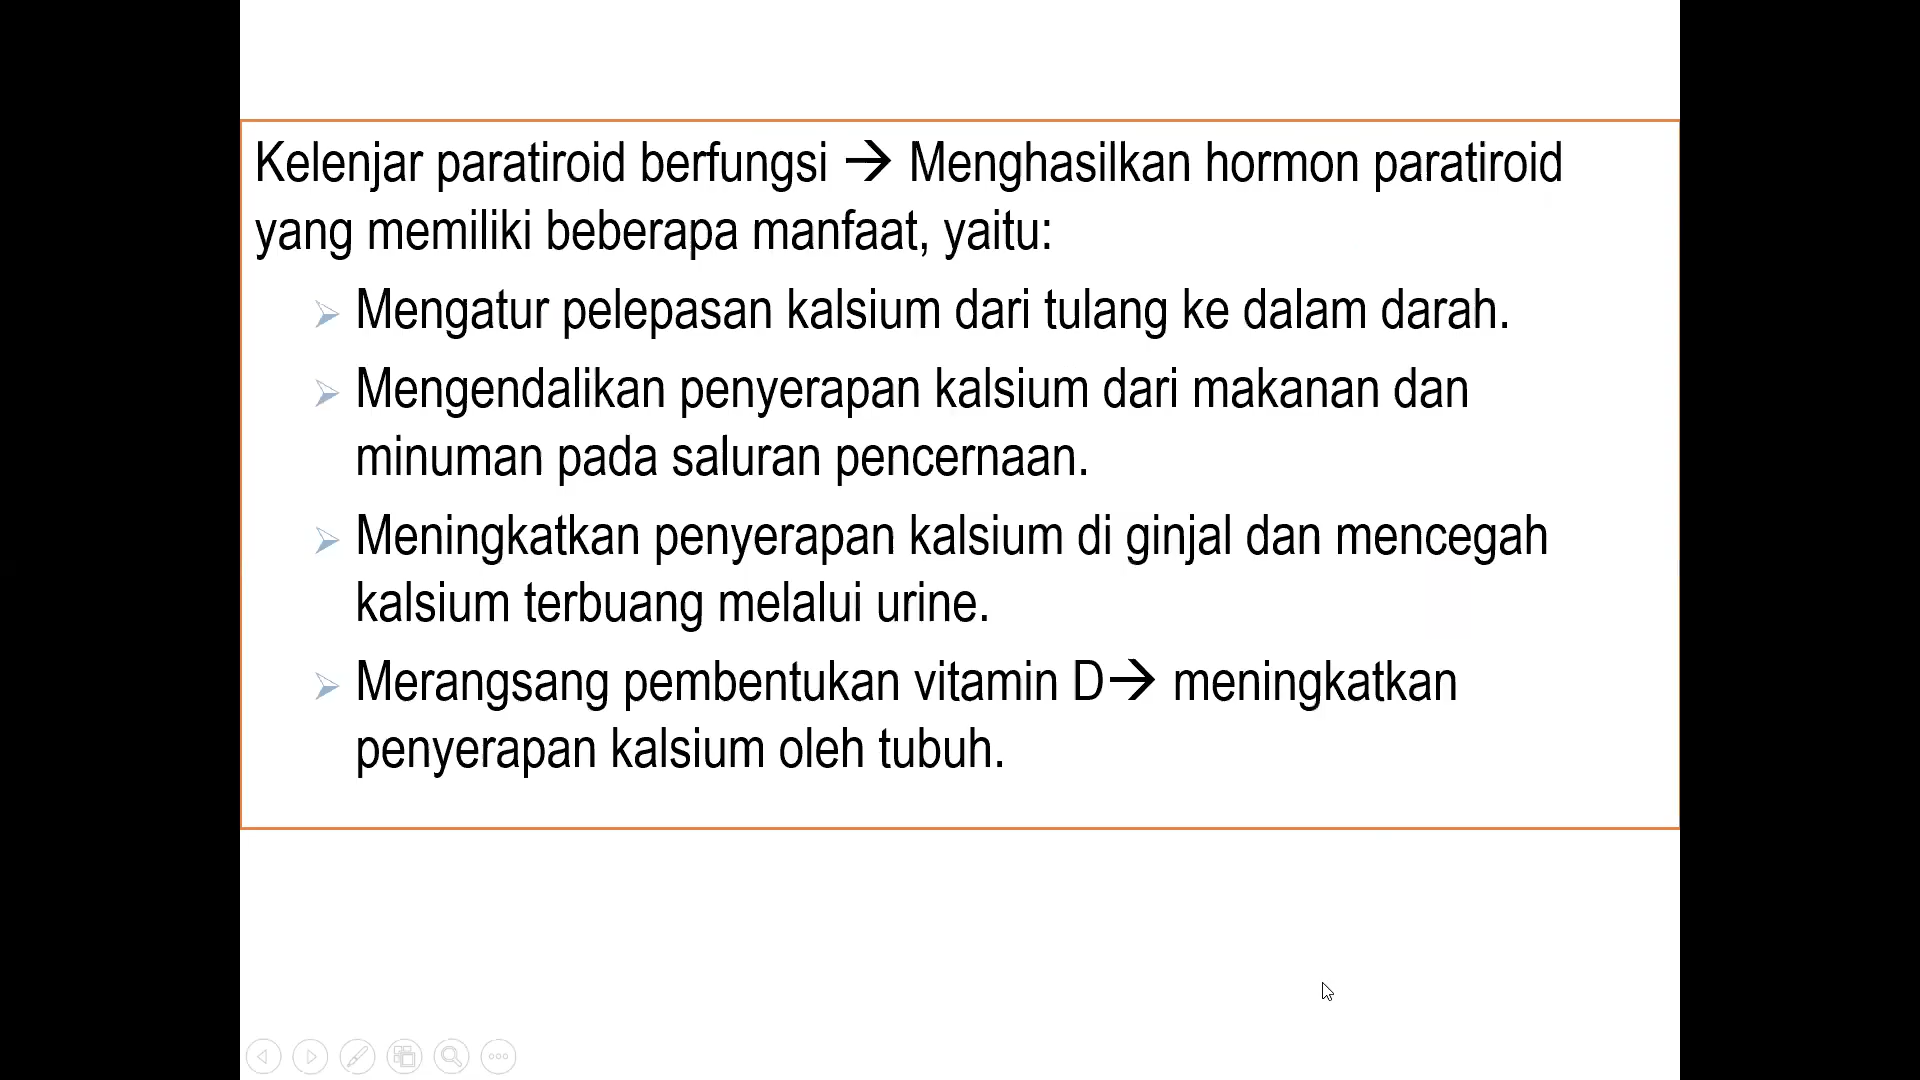 Kelenjar paratiroid berfungsi → Menghasilkan hormon paratiroid
yang memiliki beberapa manfaat, yaitu:
➢ Mengatur pelepasan kalsium dari tulang ke dalam darah.
➢ Mengendalikan penyerapan kalsium dari makanan dan
minuman pada saluran pencernaan.
➢ Meningkatkan penyerapan kalsium di ginjal dan mencegah
kalsium terbuang melalui urine.
➢ Merangsang pembentukan vitamin D→ meningkatkan
penyerapan kalsium oleh tubuh.